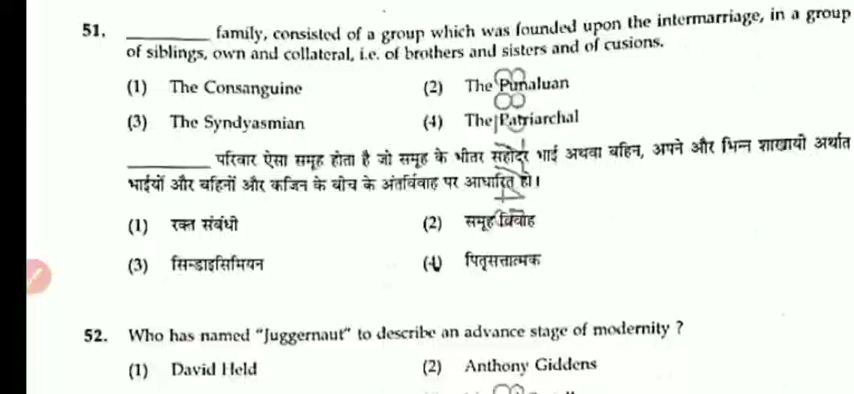 51. ________ family, consisted of a group which was founded upon the intermarriage, in a group
of siblings, own and collateral, i.e. of brothers and sisters and of cusions.
(1) The Consanguine (2) The Punaluan
(3) The Syndyasmian (4) The Patriarchal
________ परिवार ऐसा समूह होता है जो समूह के भीतर सहोदर भाई अथवा बहिन, अपने और भिन्न शाखायी अर्थात
भाईयों और बहिनों और कजिन के बीच के अंतर्विवाह पर आधारित हो।
(1) रक्त संबंधी (2) समूह विवाह
(3) सिन्डाइसिमियन (4) पितृसत्तात्मक
52. Who has named "Juggernaut" to describe an advance stage of modernity ?
(1) David Held (2) Anthony Giddens